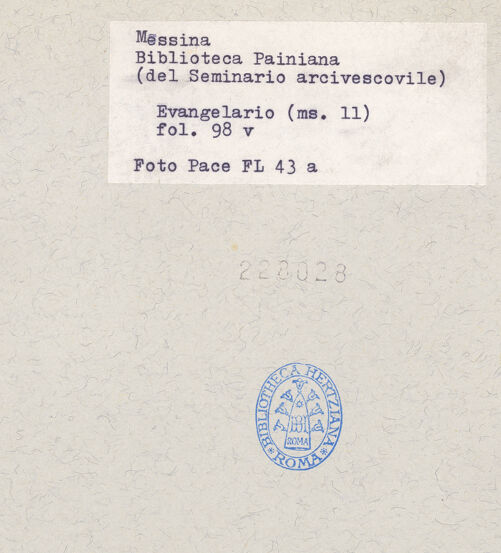 Messina
Biblioteca Painiana
(del Seminario arcivescovile)
Evangelario (ms. 11)
fol. 98 v
Foto Pace FL 43 a
228028
BIBLIOTHECA HERTZIANA
ROMA
* ROMA *